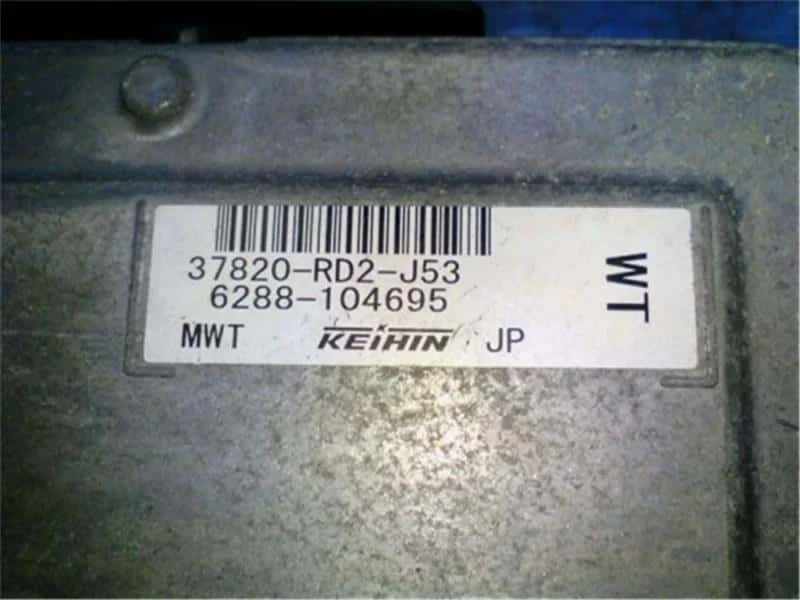 37820-RD2-J53
6288-104695
MWT KEIHIN JP
WT